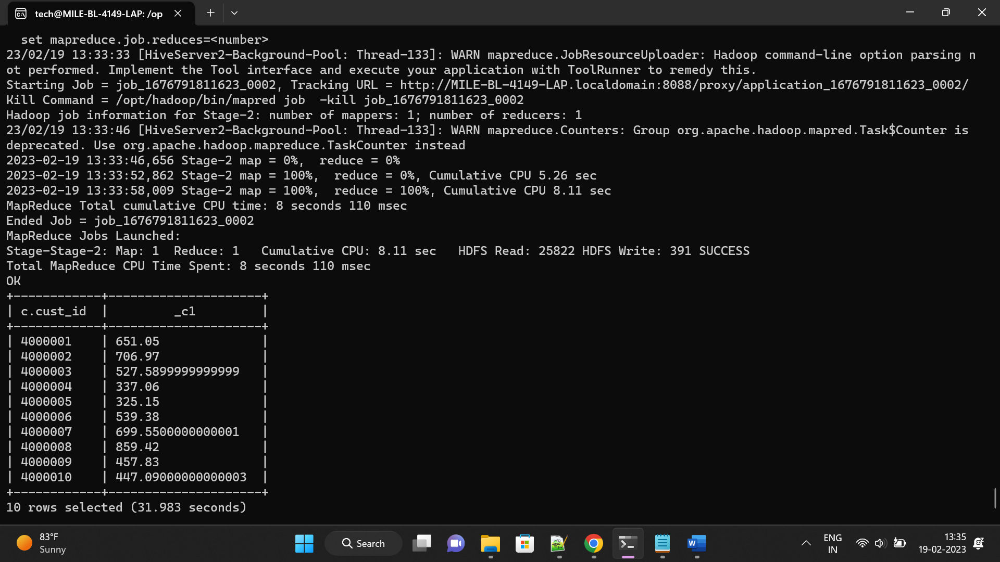 tech@MILE-BL-4149-LAP: /op
  set mapreduce.job.reduces=<number>
23/02/19 13:33:33 [HiveServer2-Background-Pool: Thread-133]: WARN mapreduce.JobResourceUploader: Hadoop command-line option parsing n
ot performed. Implement the Tool interface and execute your application with ToolRunner to remedy this.
Starting Job = job_1676791811623_0002, Tracking URL = http://MILE-BL-4149-LAP.localdomain:8088/proxy/application_1676791811623_0002/
Kill Command = /opt/hadoop/bin/mapred job  -kill job_1676791811623_0002
Hadoop job information for Stage-2: number of mappers: 1; number of reducers: 1
23/02/19 13:33:46 [HiveServer2-Background-Pool: Thread-133]: WARN mapreduce.Counters: Group org.apache.hadoop.mapred.Task$Counter is
deprecated. Use org.apache.hadoop.mapreduce.TaskCounter instead
2023-02-19 13:33:46,656 Stage-2 map = 0%,  reduce = 0%
2023-02-19 13:33:52,862 Stage-2 map = 100%,  reduce = 0%, Cumulative CPU 5.26 sec
2023-02-19 13:33:58,009 Stage-2 map = 100%,  reduce = 100%, Cumulative CPU 8.11 sec
MapReduce Total cumulative CPU time: 8 seconds 110 msec
Ended Job = job_1676791811623_0002
MapReduce Jobs Launched:
Stage-Stage-2: Map: 1  Reduce: 1   Cumulative CPU: 8.11 sec   HDFS Read: 25822 HDFS Write: 391 SUCCESS
Total MapReduce CPU Time Spent: 8 seconds 110 msec
OK
+------------+---------------------+
| c.cust_id  |         _c1         |
+------------+---------------------+
| 4000001    | 651.05              |
| 4000002    | 706.97              |
| 4000003    | 527.5899999999999   |
| 4000004    | 337.06              |
| 4000005    | 325.15              |
| 4000006    | 539.38              |
| 4000007    | 699.5500000000001   |
| 4000008    | 859.42              |
| 4000009    | 457.83              |
| 4000010    | 447.09000000000003  |
+------------+---------------------+
10 rows selected (31.983 seconds)
83°F
Sunny
Search
ENG
IN
13:35
19-02-2023